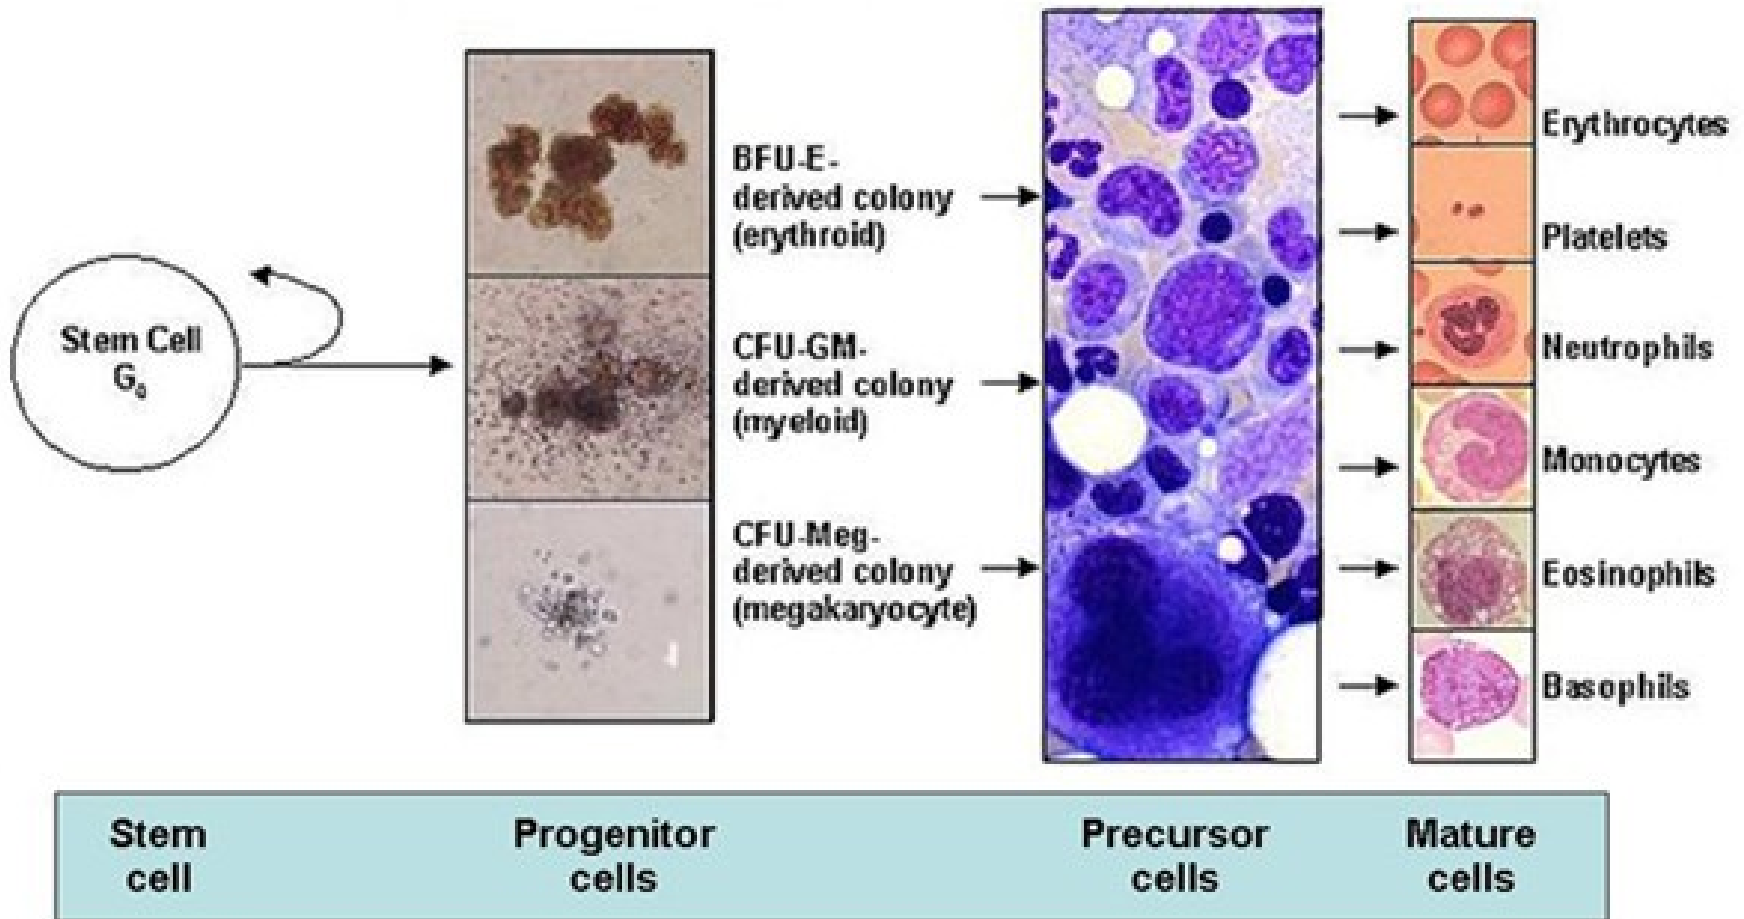 Stem Cell
G₀
BFU-E-
derived colony
(erythroid)
CFU-GM-
derived colony
(myeloid)
CFU-Meg-
derived colony
(megakaryocyte)
Erythrocytes
Platelets
Neutrophils
Monocytes
Eosinophils
Basophils
Stem
cell
Progenitor
cells
Precursor
cells
Mature
cells